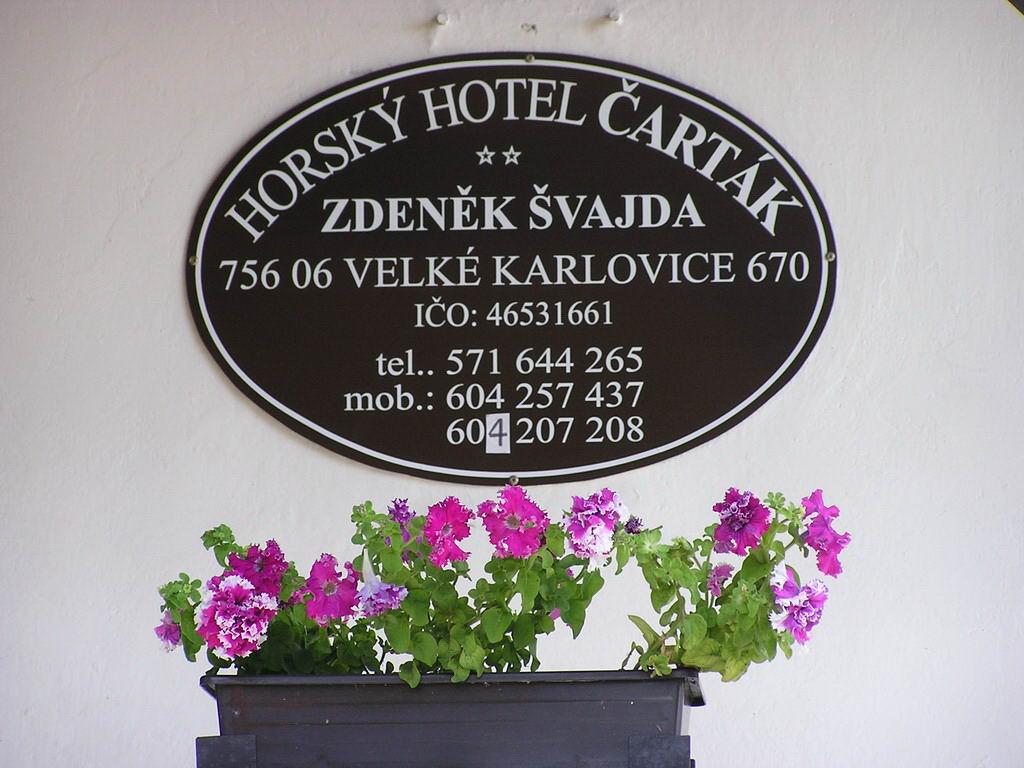 HORSKÝ HOTEL ČARTÁK
☆☆
ZDENĚK ŠVAJDA
756 06 VELKÉ KARLOVICE 670
IČO: 46531661
tel.. 571 644 265
mob.: 604 257 437
604 207 208